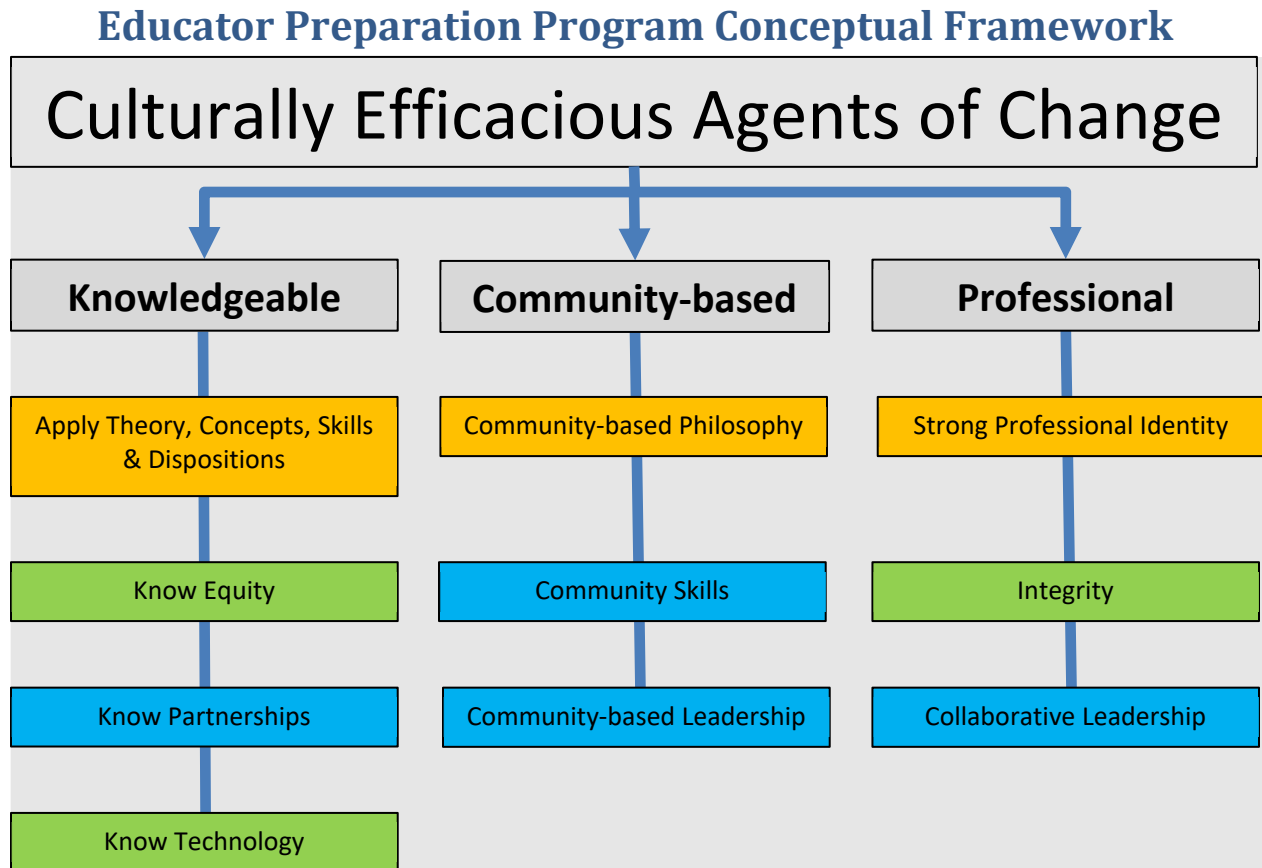 Educator Preparation Program Conceptual Framework
Culturally Efficacious Agents of Change
Knowledgeable
Community-based
Professional
Apply Theory, Concepts, Skills
& Dispositions
Community-based Philosophy
Strong Professional Identity
Know Equity
Community Skills
Integrity
Know Partnerships
Community-based Leadership
Collaborative Leadership
Know Technology